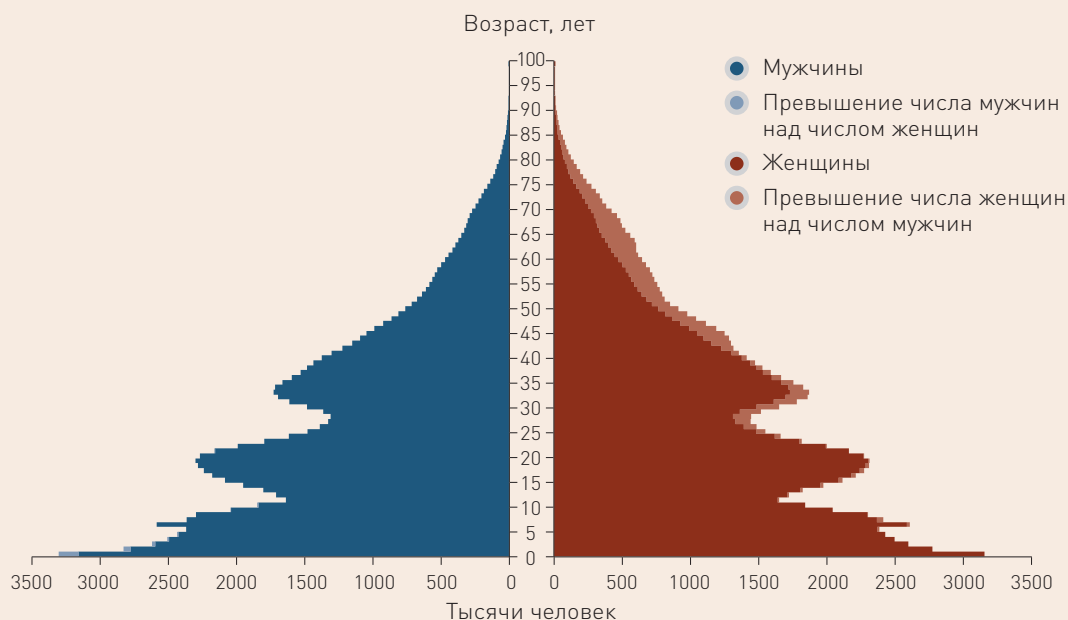 Возраст, лет
Мужчины
Превышение числа мужчин
над числом женщин
Женщины
Превышение числа женщин
над числом мужчин
100
95
90
85
80
75
70
65
60
55
50
45
40
35
30
25
20
15
10
5
0
3500 3000 2500 2000 1500 1000 500 0 0 500 1000 1500 2000 2500 3000 3500
Тысячи человек